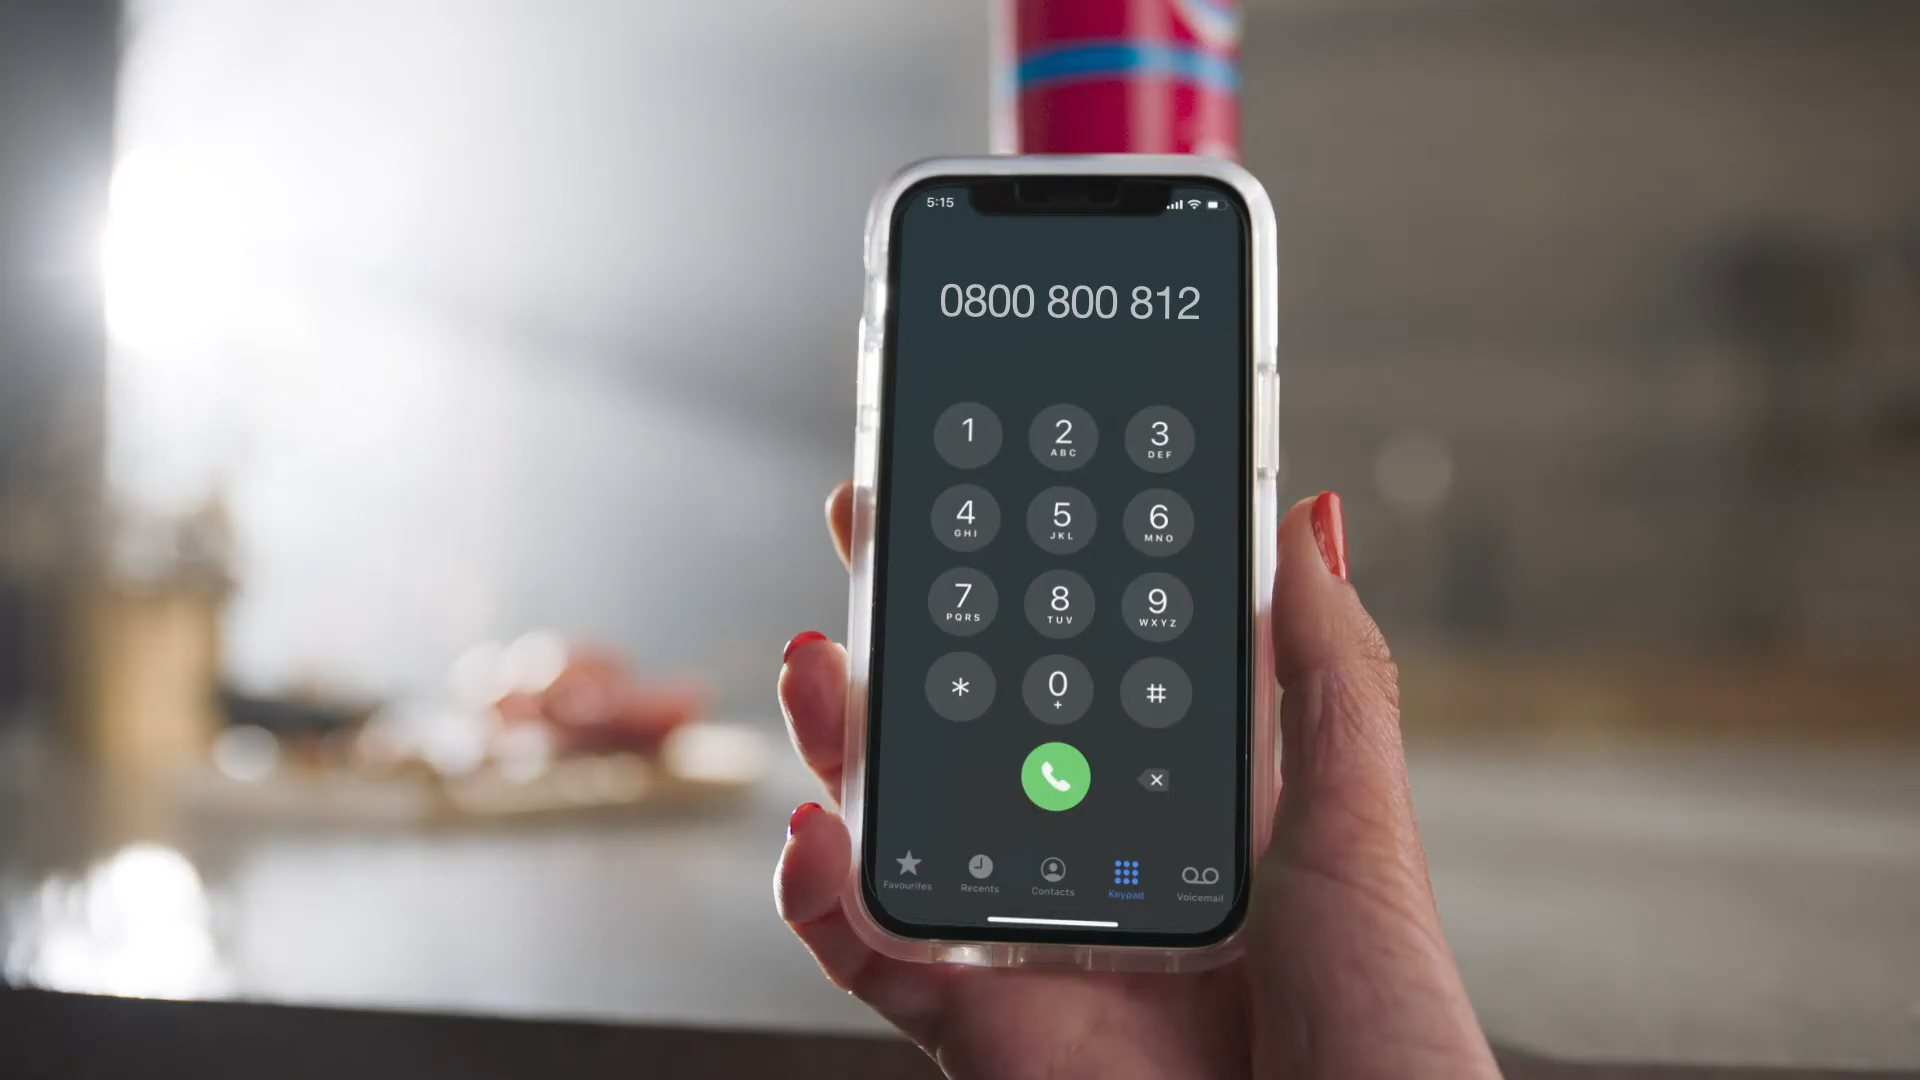 5:15
0800 800 812
1 2 3
ABC DEF
4 5 6
GHI JKL MNO
7 8 9
PQRS TUV WXYZ
* 0 #
+
Favourites Recents Contacts Keypad Voicemail